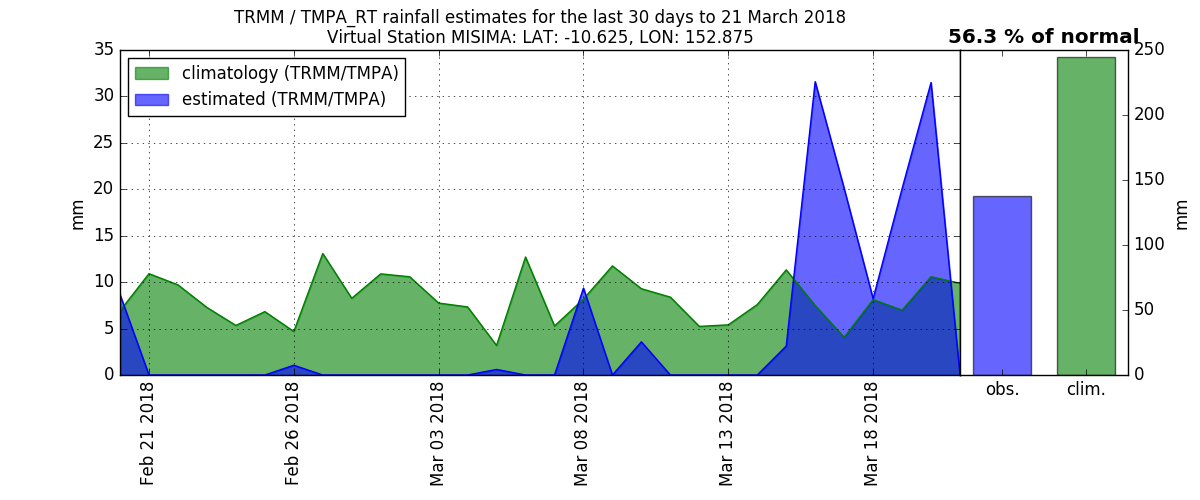 TRMM / TMPA_RT rainfall estimates for the last 30 days to 21 March 2018
Virtual Station MISIMA: LAT: -10.625, LON: 152.875
56.3 % of normal
climatology (TRMM/TMPA)
estimated (TRMM/TMPA)
35
30
25
20
15
10
5
0
mm
Feb 21 2018
Feb 26 2018
Mar 03 2018
Mar 08 2018
Mar 13 2018
Mar 18 2018
obs.
clim.
250
200
150
100
50
0
mm